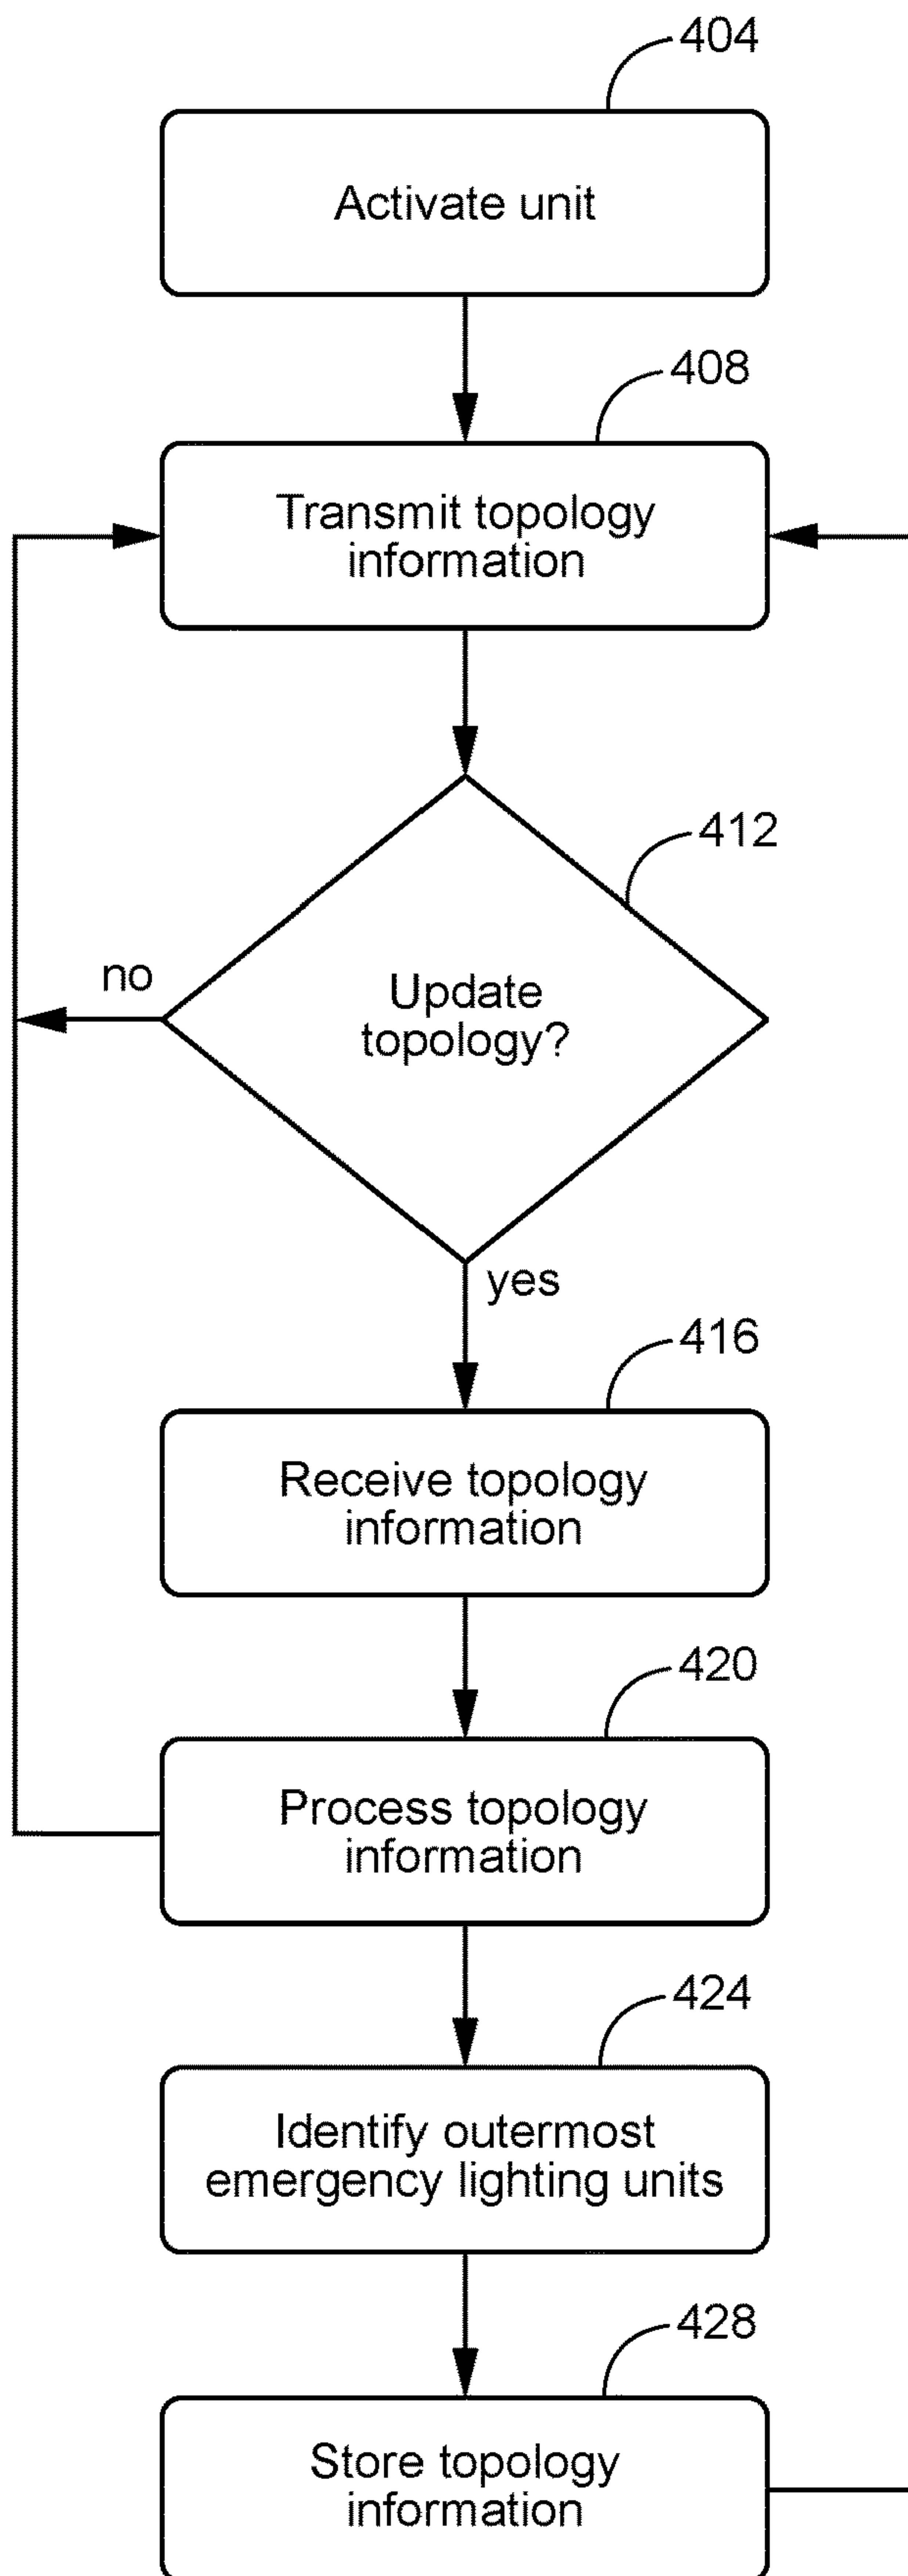 404
Activate unit
408
Transmit topology
information
412
no
Update
topology?
yes
416
Receive topology
information
420
Process topology
information
424
Identify outermost
emergency lighting units
428
Store topology
information